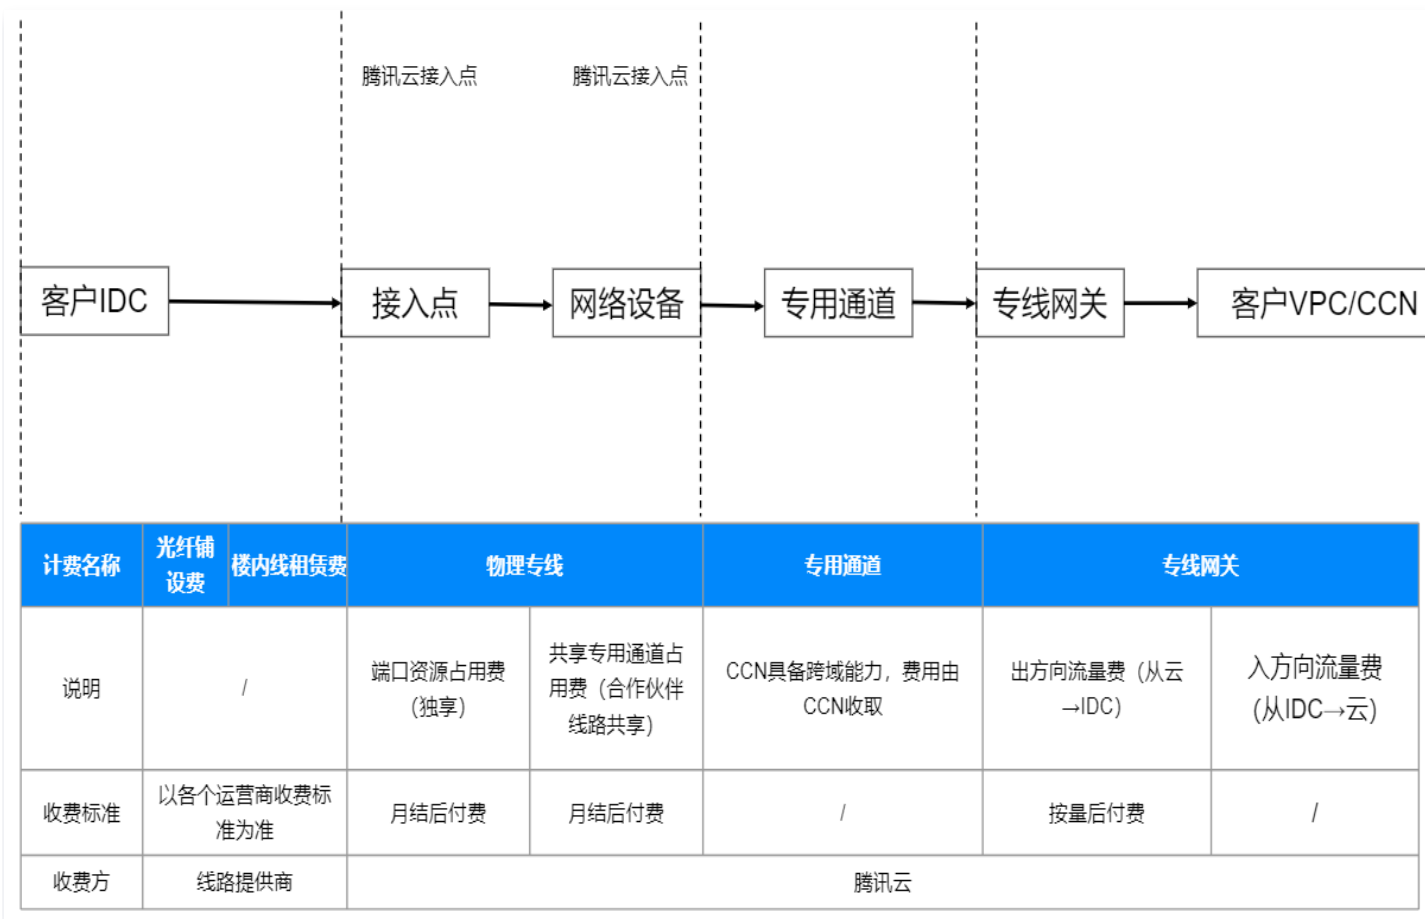 腾讯云接入点
腾讯云接入点
客户IDC
接入点
网络设备
专用通道
专线网关
客户VPC/CCN
计费名称
光纤铺
设费
楼内线租赁费
物理专线
专用通道
专线网关
说明
/
端口资源占用费
（独享）
共享专用通道占
用费（合作伙伴
线路共享）
CCN具备跨域能力，费用由
CCN收取
出方向流量费（从云
→IDC）
入方向流量费
(从IDC→云)
收费标准
以各个运营商收费标
准为准
月结后付费
月结后付费
/
按量后付费
/
收费方
线路提供商
腾讯云